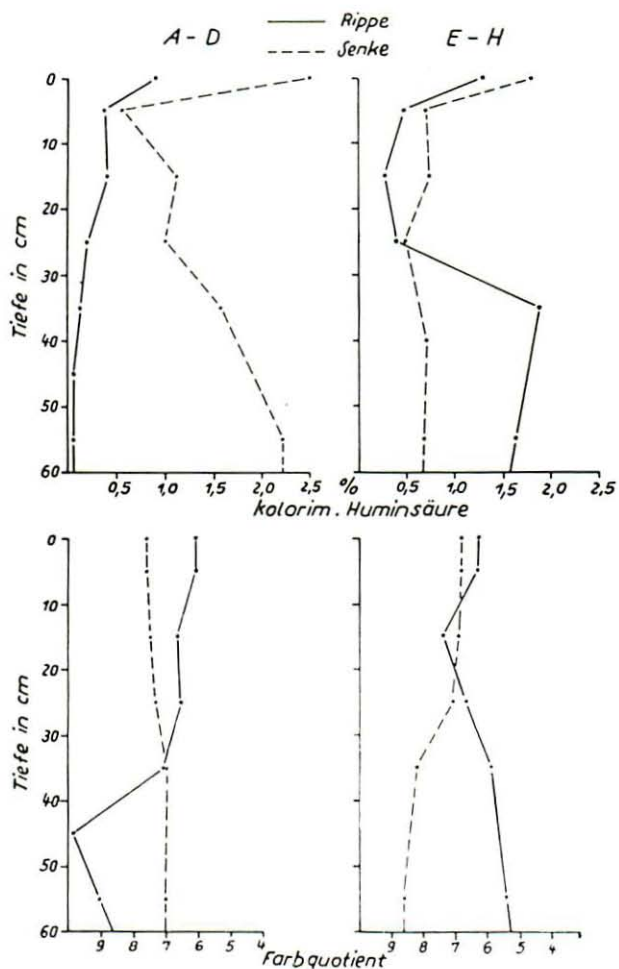 Rippe
A - D
E - H
Senke
0
10
20
30
40
50
60
Tiefe in cm
0,5 1,0 1,5 2,0 2,5
% 0,5 1,0 1,5 2,0 2,5
kolorim. Huminsäure
0
10
20
30
40
50
60
Tiefe in cm
9 8 7 6 5 4
9 8 7 6 5 4
Farbquotient